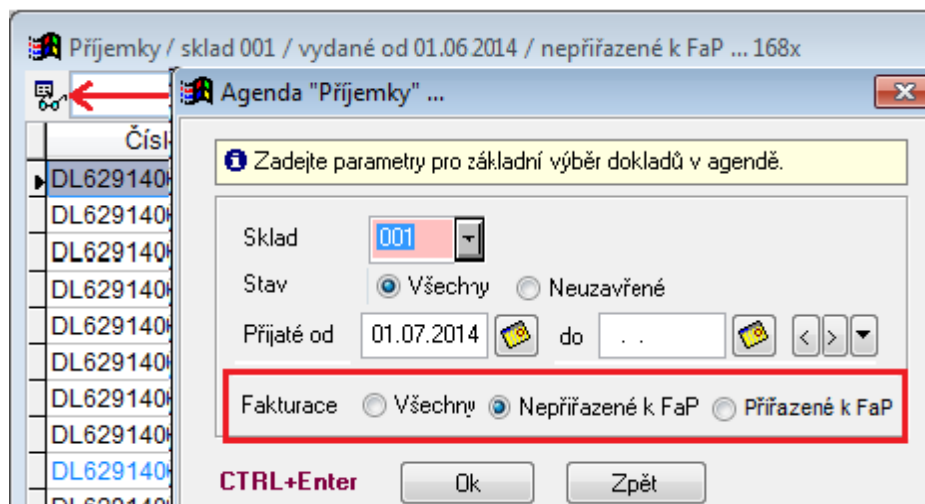 Příjemky / sklad 001 / vydané od 01.06.2014 / nepřiřazené k FaP ... 168x
Agenda "Příjemky" ...
Čísl
Zadejte parametry pro základní výběr dokladů v agendě.
DL629140
DL629140
DL629140
DL629140
DL629140
DL629140
DL629140
DL629140
DL629140
DL629140
Sklad 001
Stav Všechny Neuzavřené
Přijaté od 01.07.2014 do . . < >
Fakturace Všechny Nepřiřazené k FaP Přiřazené k FaP
CTRL+Enter Ok Zpět